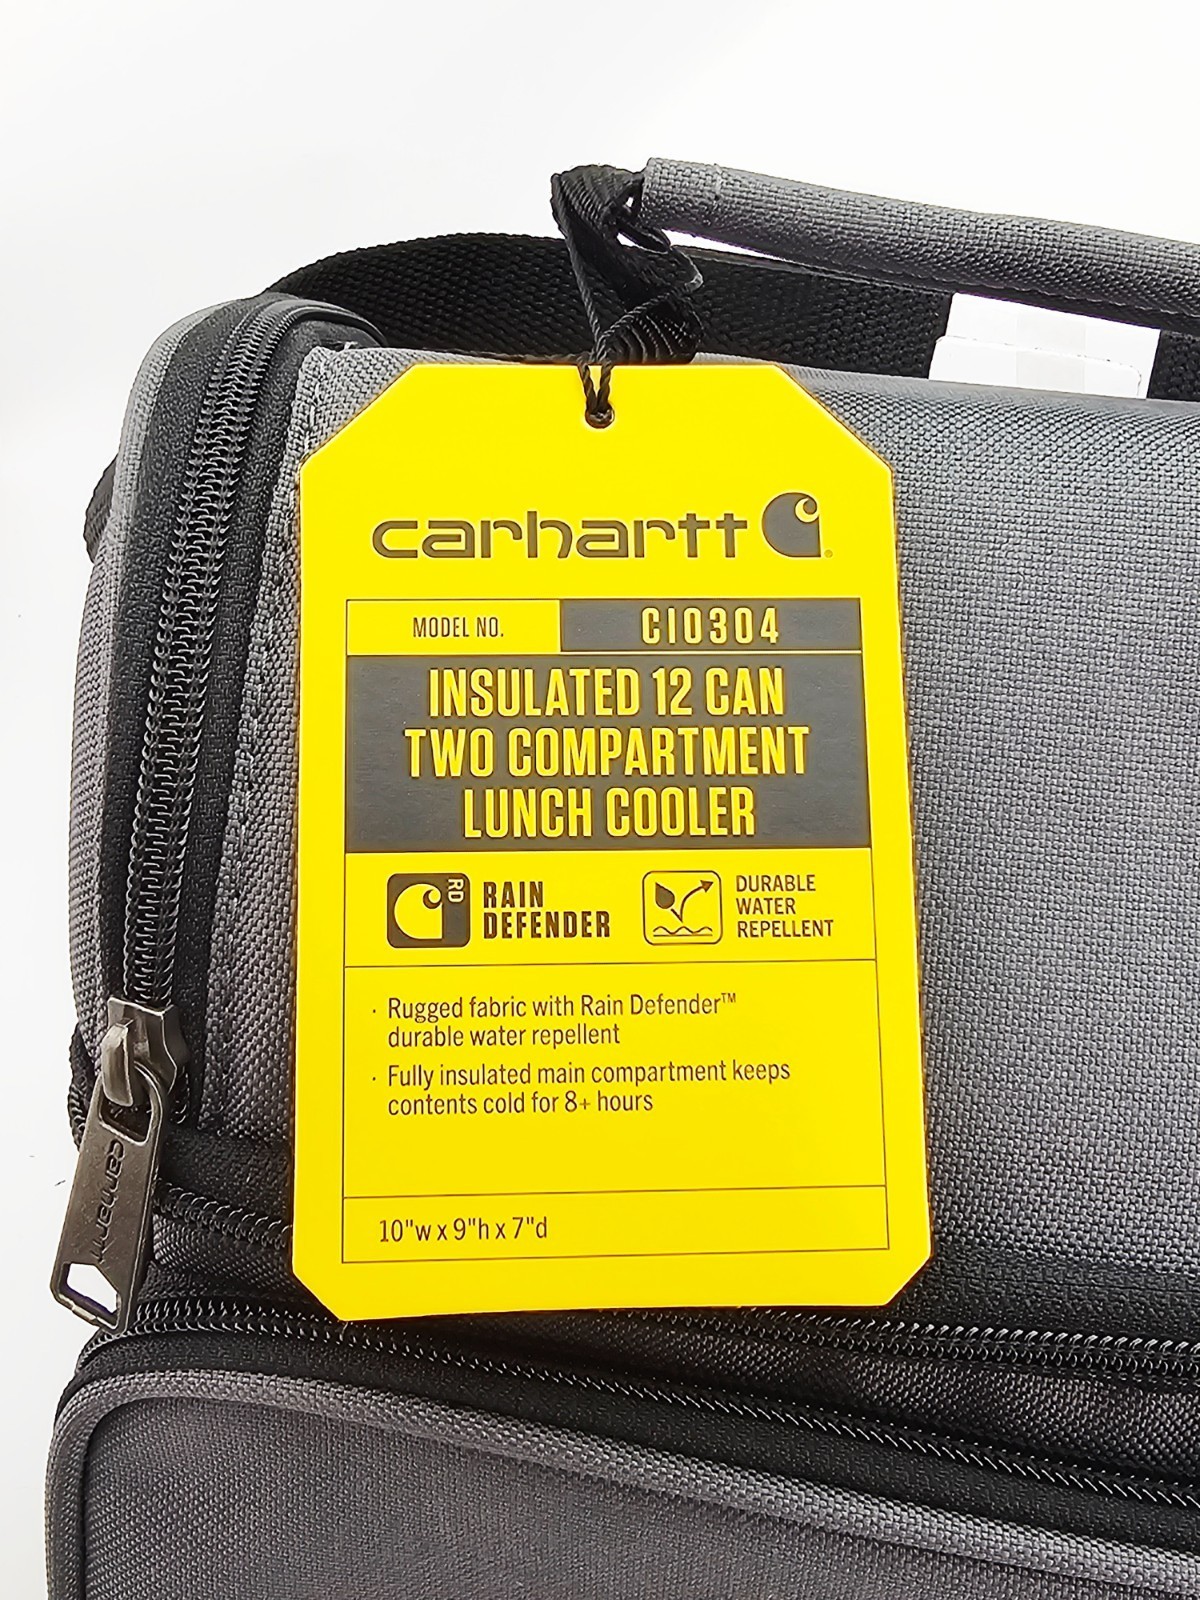 carhartt
MODEL NO. CI0304
INSULATED 12 CAN
TWO COMPARTMENT
LUNCH COOLER
RD
RAIN
DEFENDER
DURABLE
WATER
REPELLENT
· Rugged fabric with Rain Defender™
durable water repellent
· Fully insulated main compartment keeps
contents cold for 8+ hours
10"w x 9"h x 7"d
carhartt